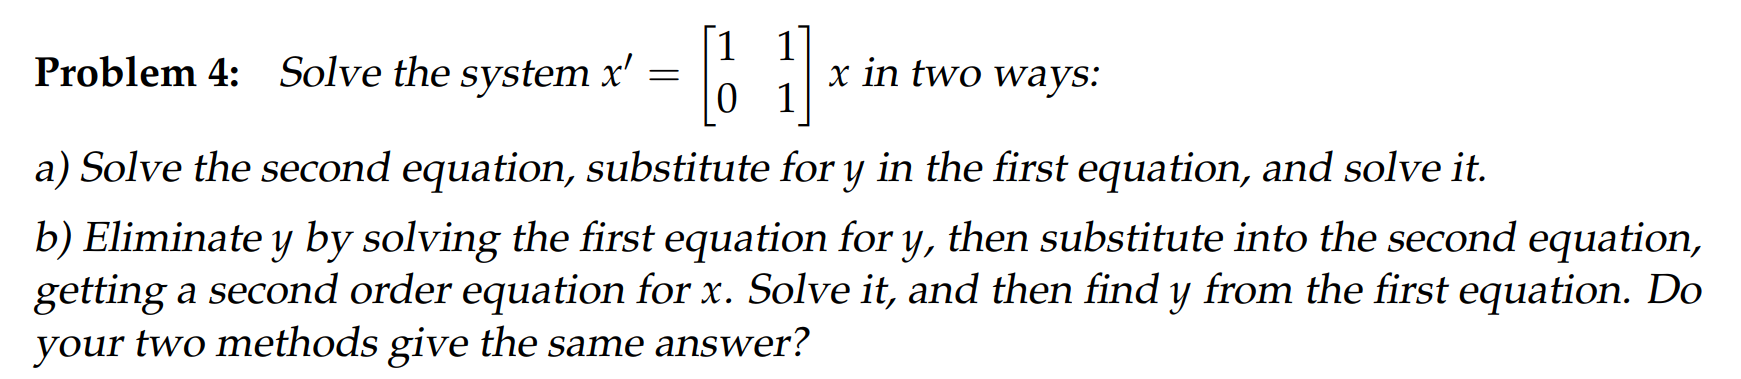 Problem 4: Solve the system x′ = [1 1; 0 1] x in two ways:
a) Solve the second equation, substitute for y in the first equation, and solve it.
b) Eliminate y by solving the first equation for y, then substitute into the second equation,
getting a second order equation for x. Solve it, and then find y from the first equation. Do
your two methods give the same answer?